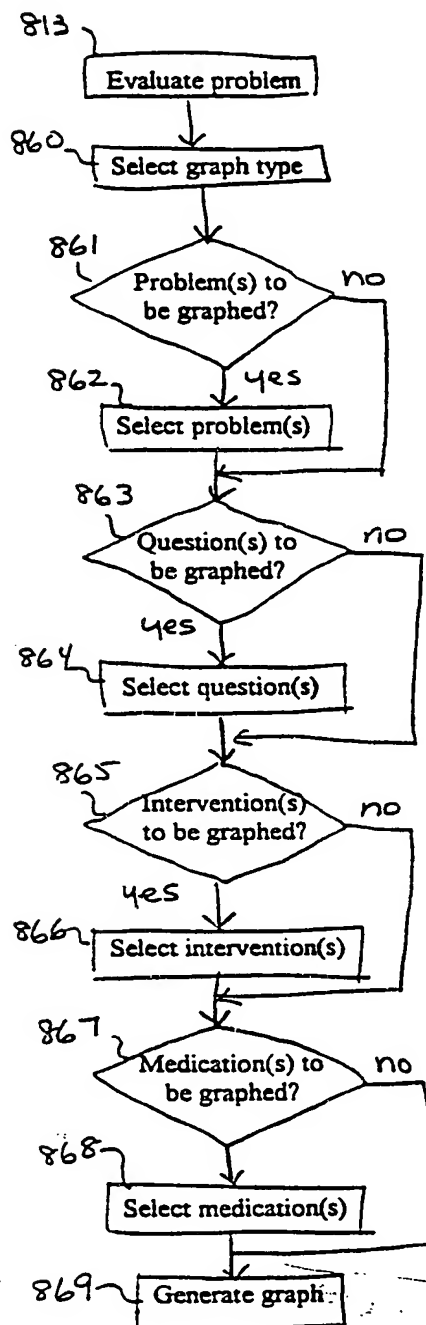 813
Evaluate problem
860
Select graph type
861
Problem(s) to
be graphed?
no
yes
862
Select problem(s)
863
Question(s) to
be graphed?
no
yes
864
Select question(s)
865
Intervention(s)
to be graphed?
no
yes
866
Select intervention(s)
867
Medication(s) to
be graphed?
no
868
Select medication(s)
869
Generate graph